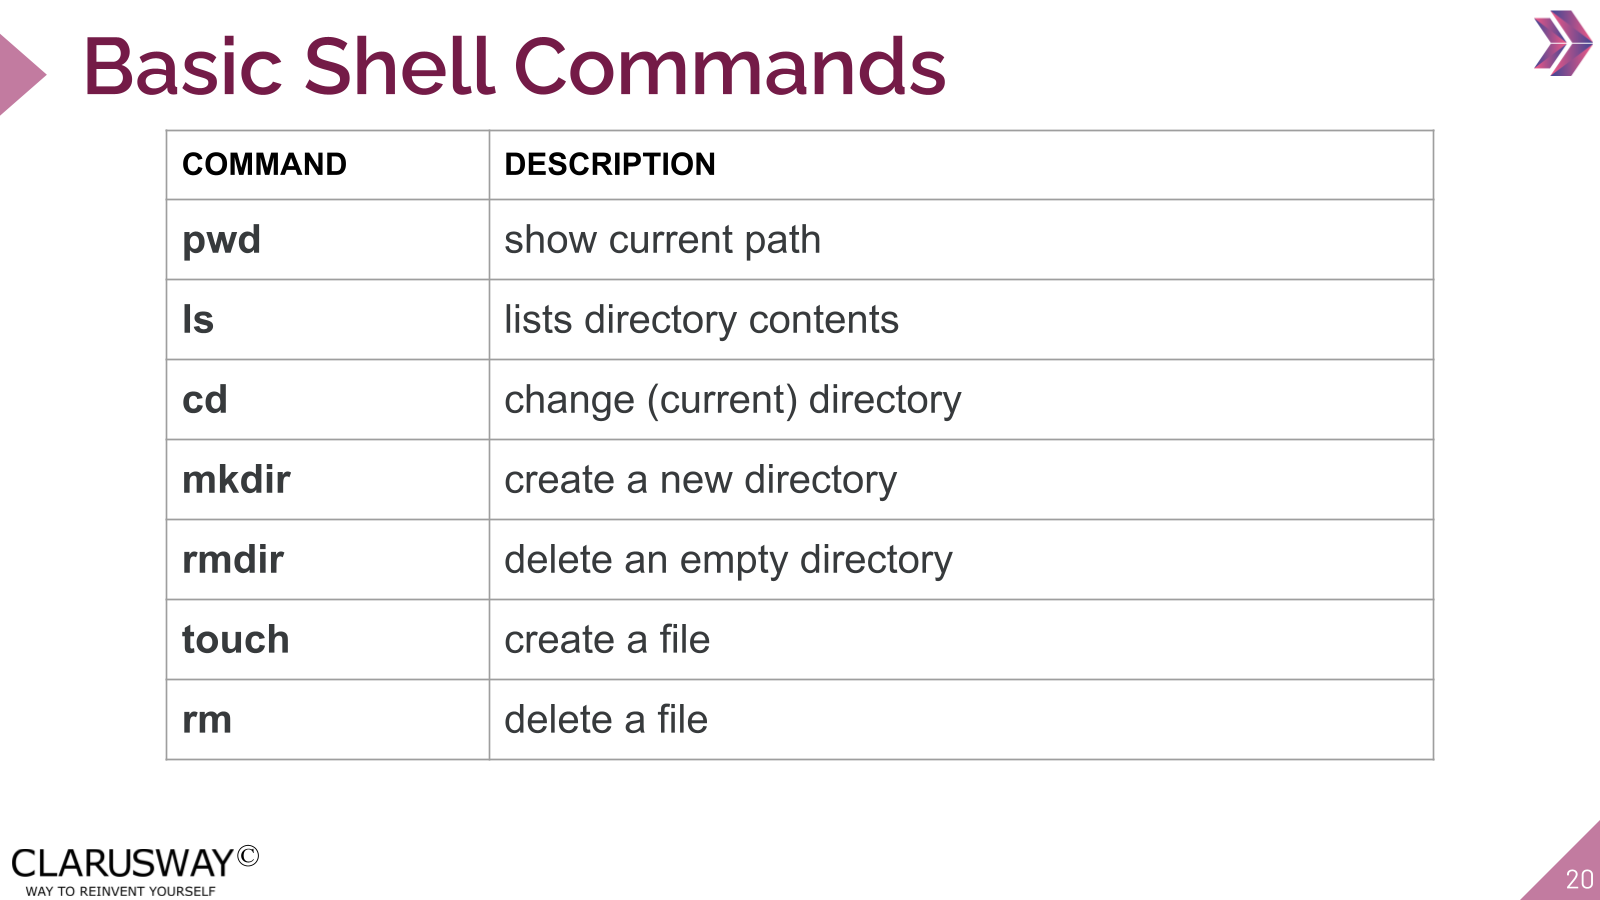 Basic Shell Commands
COMMAND DESCRIPTION
pwd show current path
ls lists directory contents
cd change (current) directory
mkdir create a new directory
rmdir delete an empty directory
touch create a file
rm delete a file
CLARUSWAY©
WAY TO REINVENT YOURSELF
20